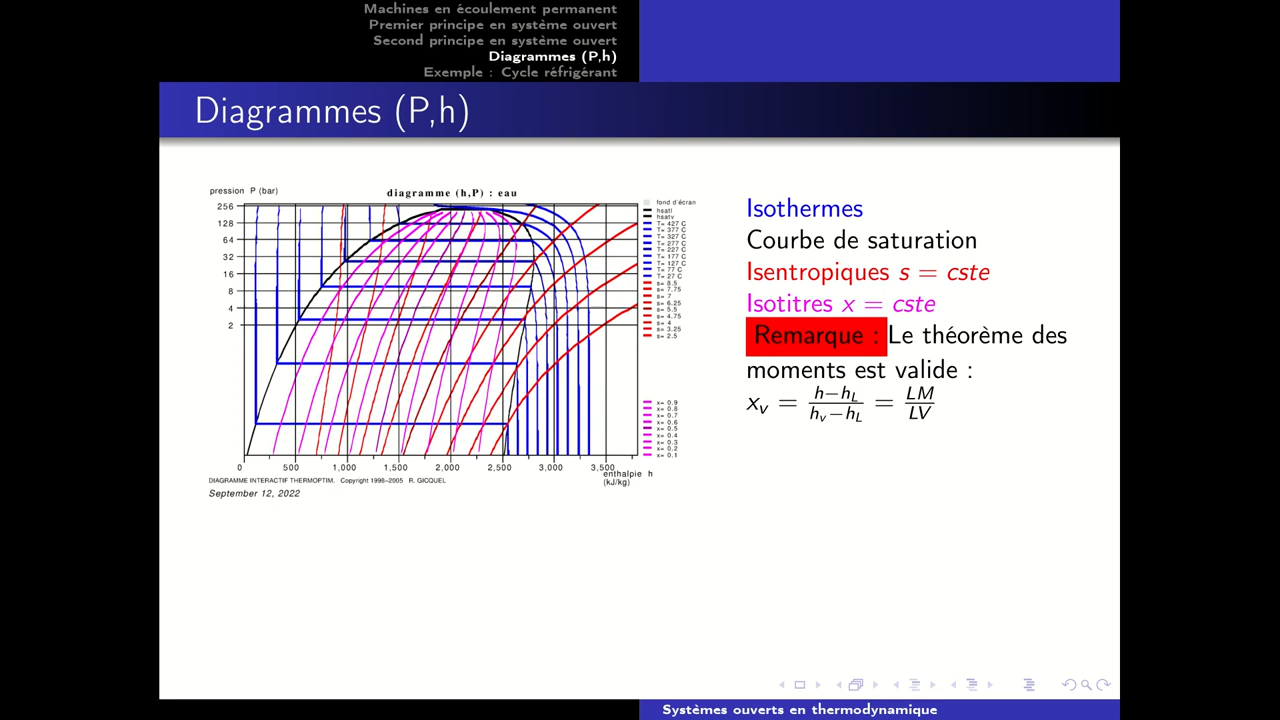 Machines en écoulement permanent
Premier principe en système ouvert
Second principe en système ouvert
Diagrammes (P,h)
Exemple : Cycle réfrigérant
Diagrammes (P,h)
pression P (bar)
diagramme (h,P) : eau
256
128
64
32
16
8
4
2
0
500
1,000
1,500
2,000
2,500
3,000
3,500
enthalpie h
(kJ/kg)
fond d'écran
hsatl
hsatv
T= 427 C
T= 377 C
T= 327 C
T= 277 C
T= 227 C
T= 177 C
T= 127 C
T= 77 C
T= 27 C
s= 8.5
s= 7.75
s= 7
s= 6.25
s= 5.5
s= 4.75
s= 4
s= 3.25
s= 2.5
x= 0.9
x= 0.8
x= 0.7
x= 0.6
x= 0.5
x= 0.4
x= 0.3
x= 0.2
x= 0.1
DIAGRAMME INTERACTIF THERMOPTIM. Copyright 1998-2005 R. GICQUEL
September 12, 2022
Isothermes
Courbe de saturation
Isentropiques s = cste
Isotitres x = cste
Remarque : Le théorème des
moments est valide :
x_v = (h−h_L)/(h_v−h_L) = LM/LV
Systèmes ouverts en thermodynamique